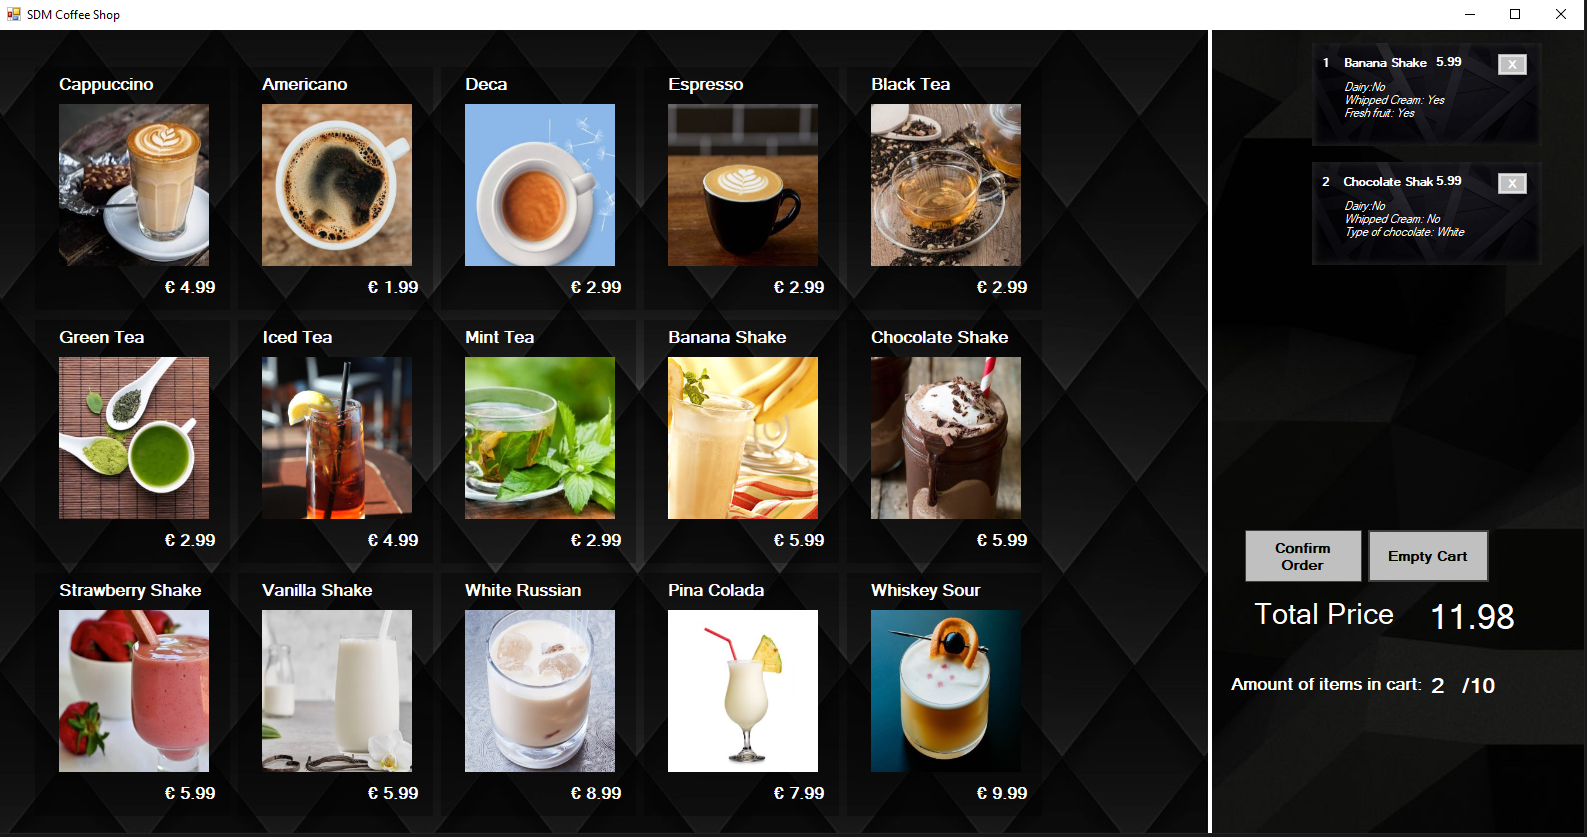 SDM Coffee Shop
Cappuccino
Americano
Deca
Espresso
Black Tea
€ 4.99
€ 1.99
€ 2.99
€ 2.99
€ 2.99
Green Tea
Iced Tea
Mint Tea
Banana Shake
Chocolate Shake
€ 2.99
€ 4.99
€ 2.99
€ 5.99
€ 5.99
Strawberry Shake
Vanilla Shake
White Russian
Pina Colada
Whiskey Sour
€ 5.99
€ 5.99
€ 8.99
€ 7.99
€ 9.99
1 Banana Shake 5.99 X
Dairy:No
Whipped Cream: Yes
Fresh fruit: Yes
2 Chocolate Shak 5.99 X
Dairy:No
Whipped Cream: No
Type of chocolate: White
Confirm
Order
Empty Cart
Total Price 11.98
Amount of items in cart: 2 /10